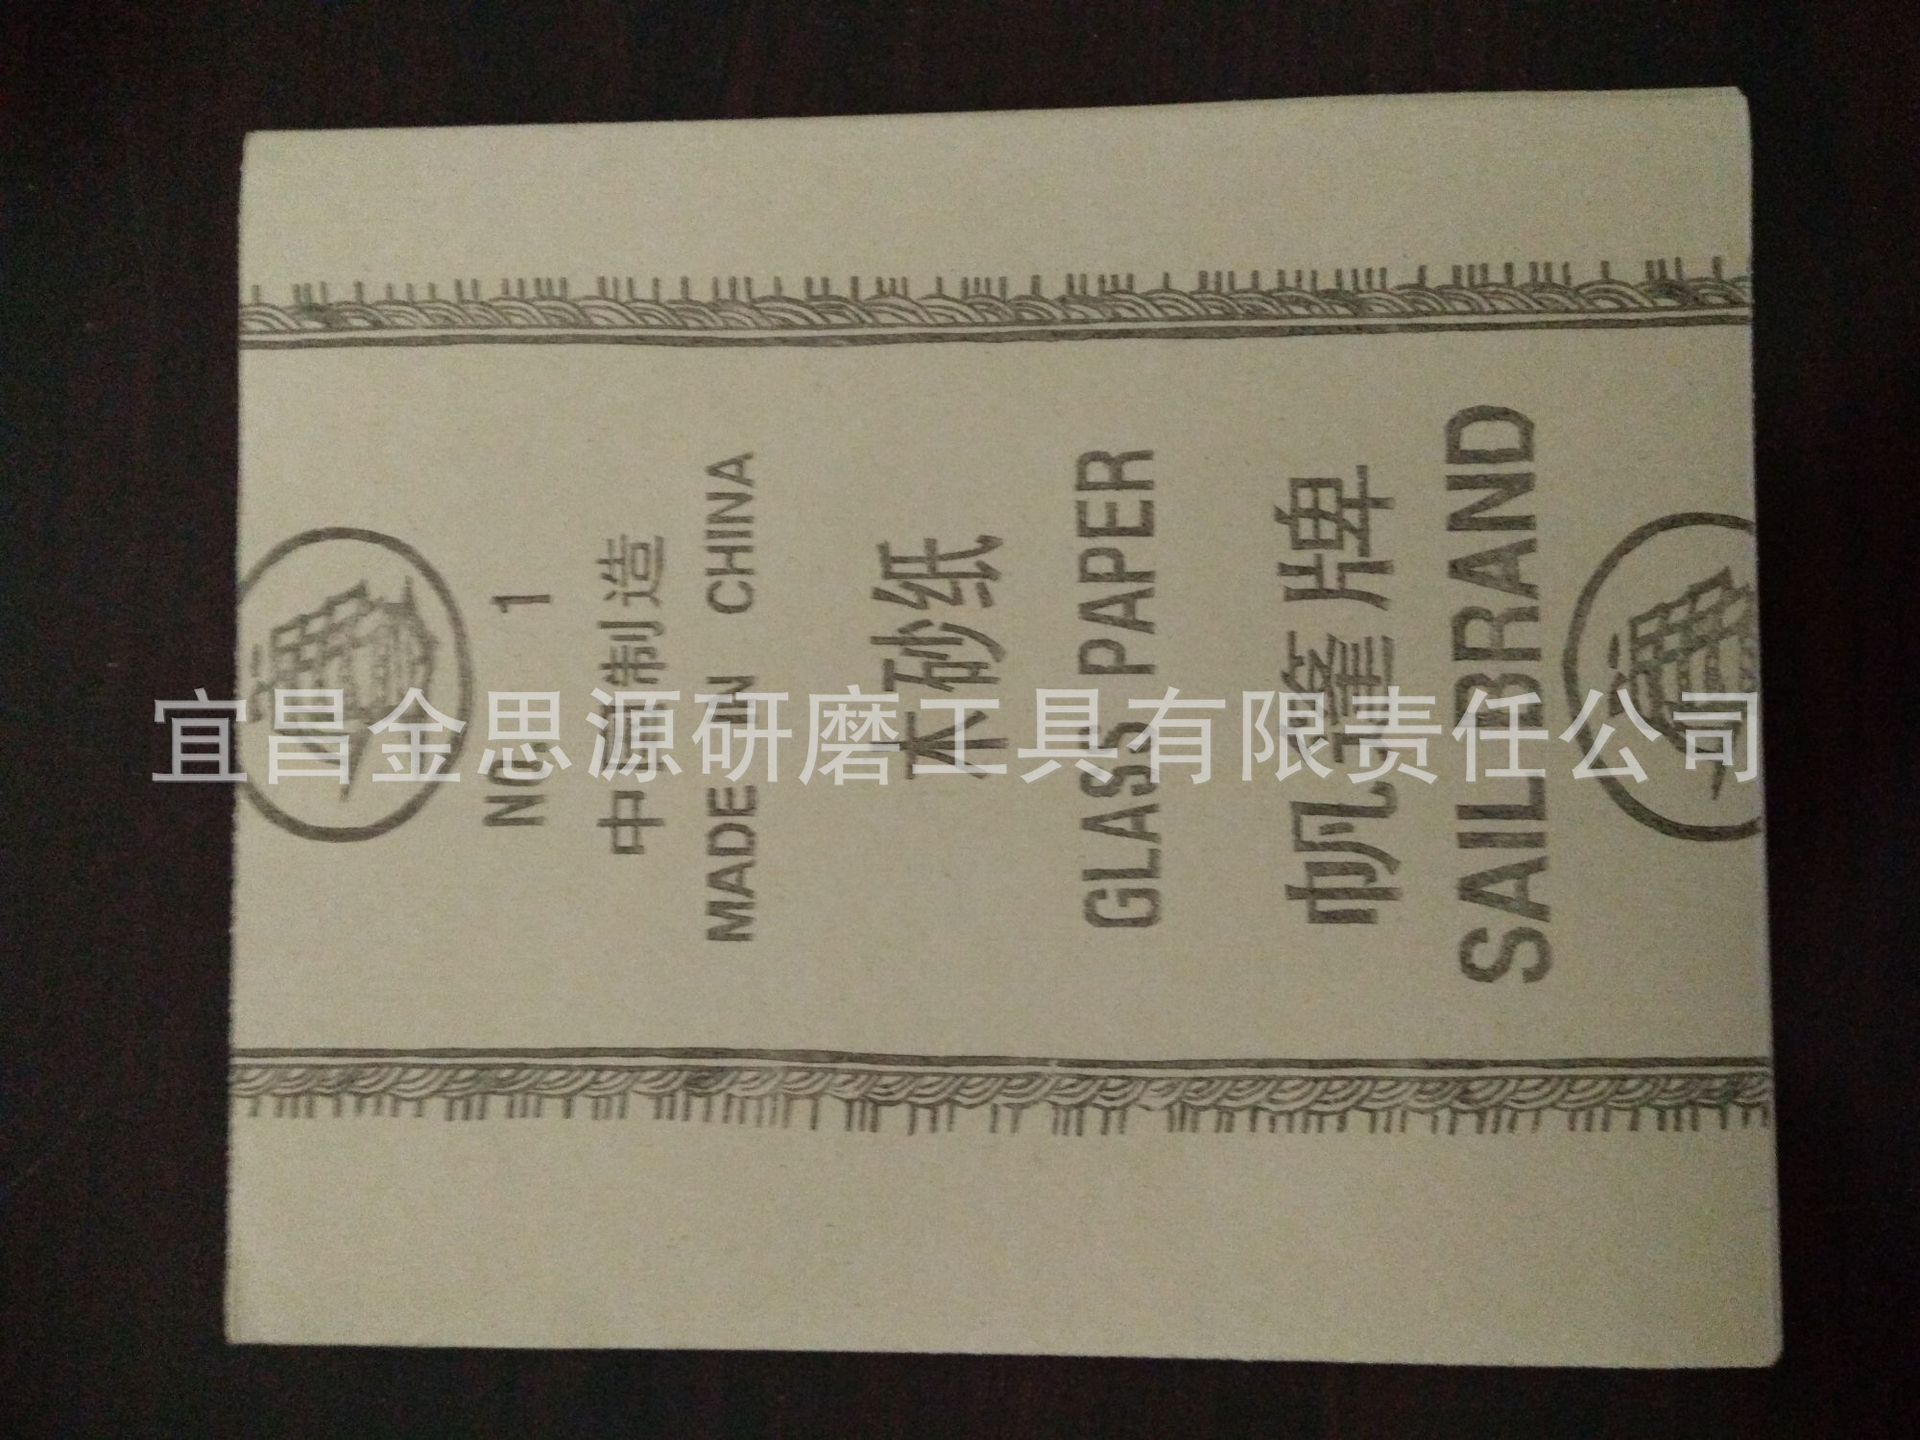 NO. 1
中国制造
MADE IN CHINA
木砂纸
GLASS PAPER
帆篷牌
SAIL BRAND
宜昌金思源研磨工具有限责任公司